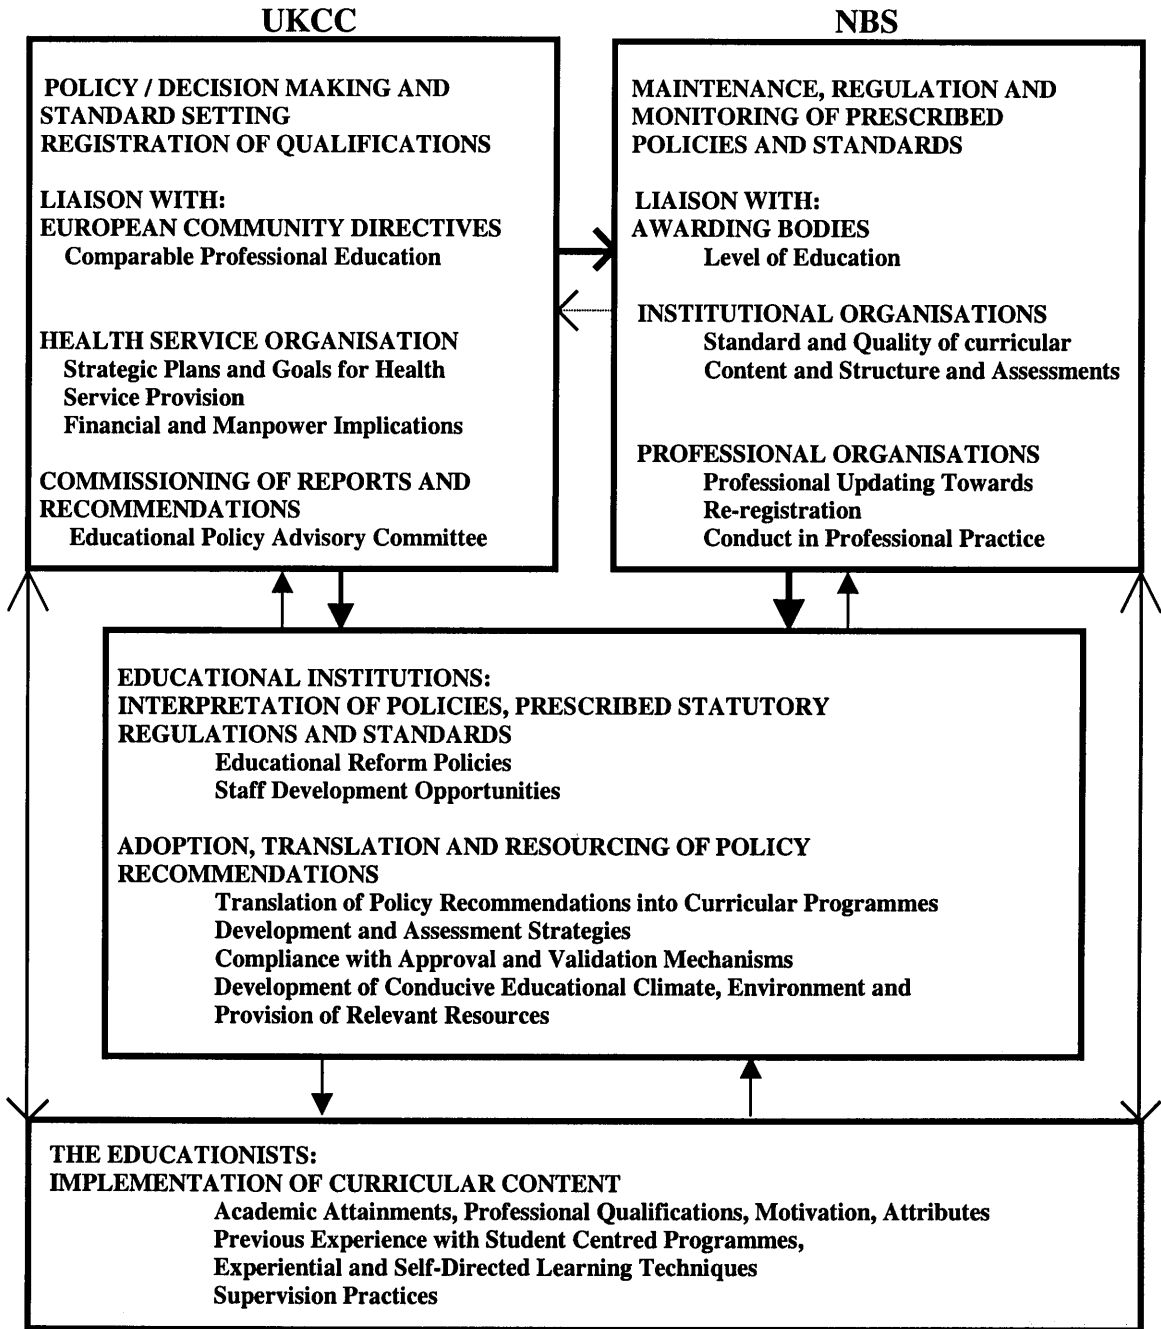 UKCC
POLICY / DECISION MAKING AND
STANDARD SETTING
REGISTRATION OF QUALIFICATIONS
LIAISON WITH:
EUROPEAN COMMUNITY DIRECTIVES
Comparable Professional Education
HEALTH SERVICE ORGANISATION
Strategic Plans and Goals for Health
Service Provision
Financial and Manpower Implications
COMMISSIONING OF REPORTS AND
RECOMMENDATIONS
Educational Policy Advisory Committee
NBS
MAINTENANCE, REGULATION AND
MONITORING OF PRESCRIBED
POLICIES AND STANDARDS
LIAISON WITH:
AWARDING BODIES
Level of Education
INSTITUTIONAL ORGANISATIONS
Standard and Quality of curricular
Content and Structure and Assessments
PROFESSIONAL ORGANISATIONS
Professional Updating Towards
Re-registration
Conduct in Professional Practice
EDUCATIONAL INSTITUTIONS:
INTERPRETATION OF POLICIES, PRESCRIBED STATUTORY
REGULATIONS AND STANDARDS
Educational Reform Policies
Staff Development Opportunities
ADOPTION, TRANSLATION AND RESOURCING OF POLICY
RECOMMENDATIONS
Translation of Policy Recommendations into Curricular Programmes
Development and Assessment Strategies
Compliance with Approval and Validation Mechanisms
Development of Conducive Educational Climate, Environment and
Provision of Relevant Resources
THE EDUCATIONISTS:
IMPLEMENTATION OF CURRICULAR CONTENT
Academic Attainments, Professional Qualifications, Motivation, Attributes
Previous Experience with Student Centred Programmes,
Experiential and Self-Directed Learning Techniques
Supervision Practices